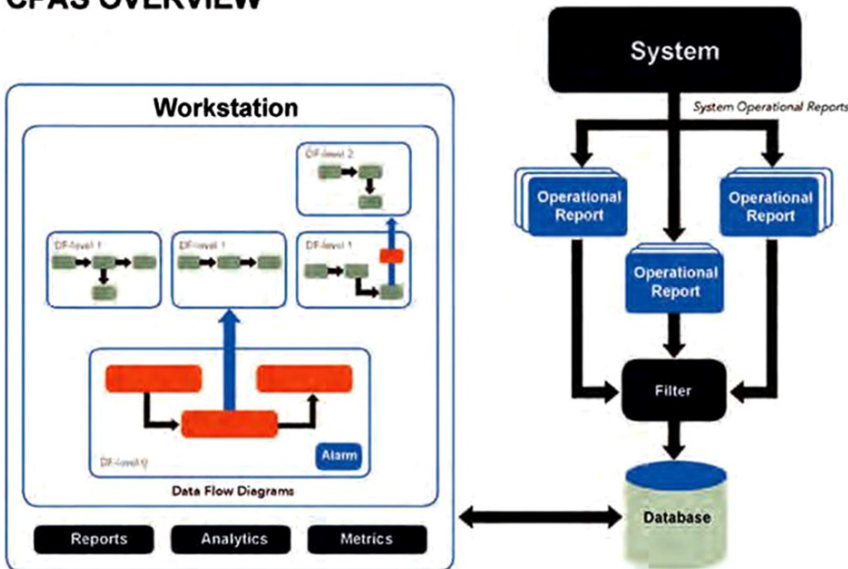 CPAS OVERVIEW
Workstation
DF-level 2
DF-level 1
DF-level 1
DF-level 1
DF-level 0
Alarm
Data Flow Diagrams
Reports
Analytics
Metrics
System
System Operational Reports
Operational
Report
Operational
Report
Operational
Report
Filter
Database